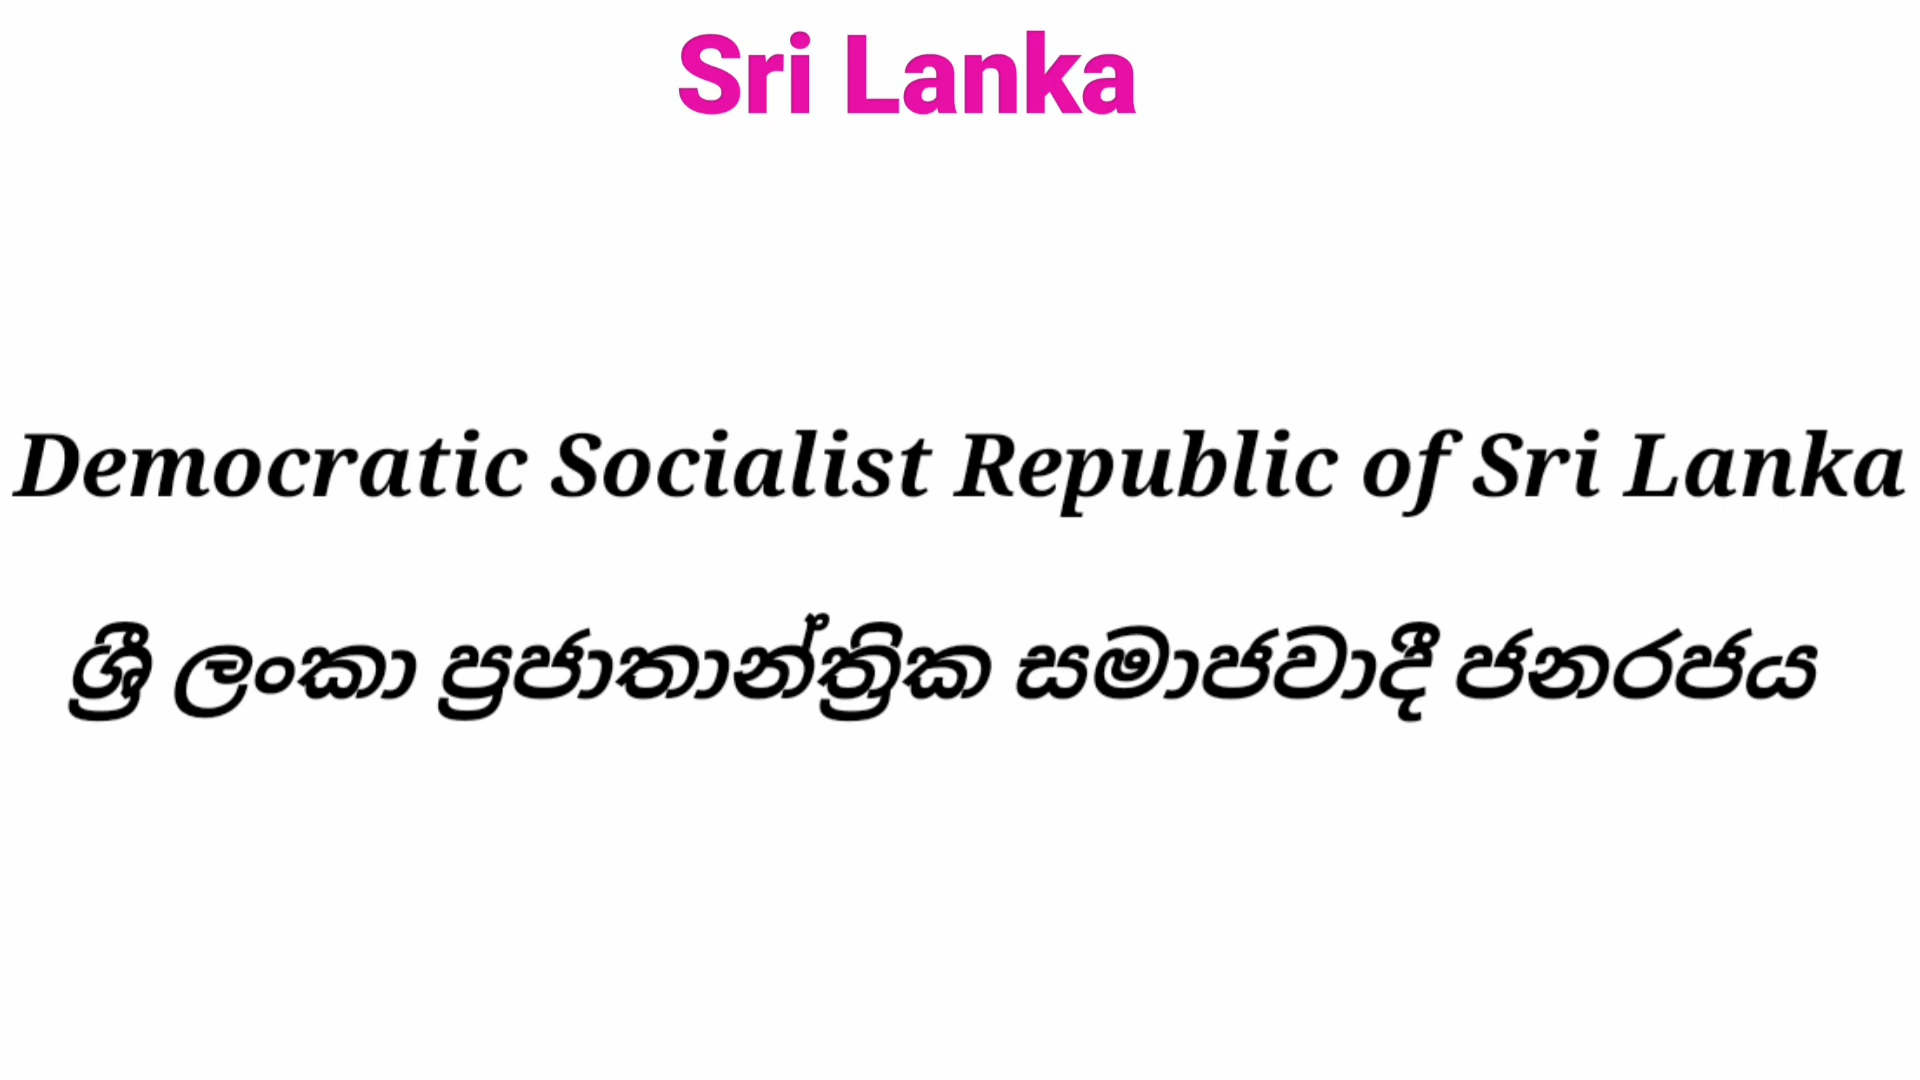 Sri Lanka
Democratic Socialist Republic of Sri Lanka
ශ්‍රී ලංකා ප්‍රජාතාන්ත්‍රික සමාජවාදී ජනරජය